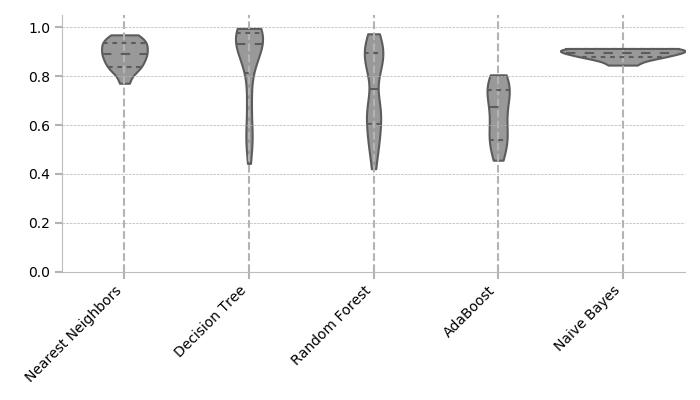 1.0
0.8
0.6
0.4
0.2
0.0
Nearest Neighbors
Decision Tree
Random Forest
AdaBoost
Naive Bayes